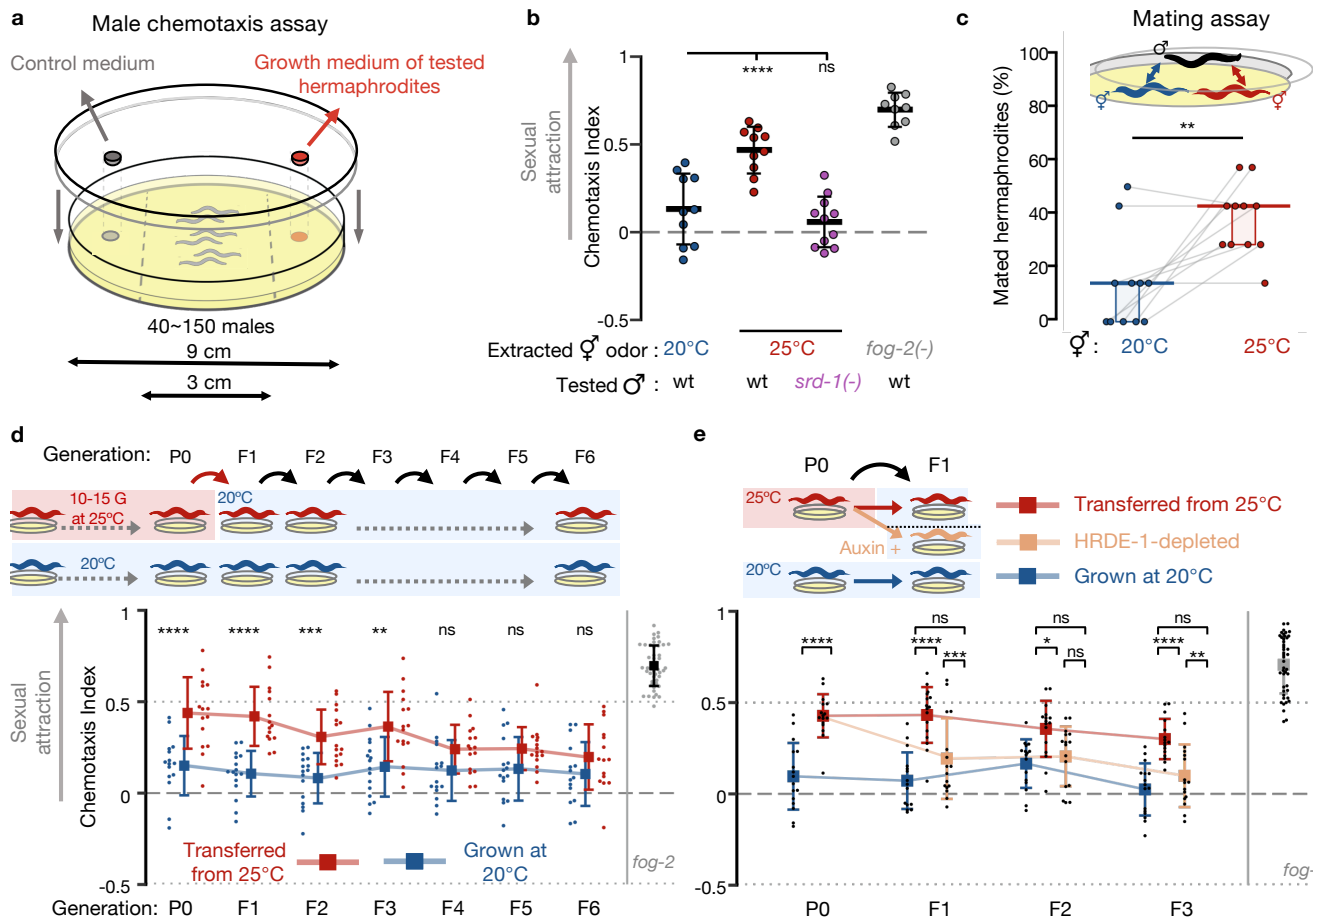 a
Male chemotaxis assay
Control medium
Growth medium of tested
hermaphrodites
40~150 males
9 cm
3 cm
b
Sexual
attraction
Chemotaxis Index
1
0.5
0
-0.5
****
ns
Extracted ⚥ odor :
20°C
25°C
fog-2(-)
Tested ♂ :
wt
wt
srd-1(-)
wt
c
Mating assay
Mated hermaphrodites (%)
100
80
60
40
20
0
♂
⚥
⚥
**
⚥ :
20°C
25°C
d
Generation:
P0
F1
F2
F3
F4
F5
F6
10-15 G
at 25ºC
20ºC
20ºC
Sexual
attraction
Chemotaxis Index
1
0.5
0
-0.5
****
****
***
**
ns
ns
ns
Transferred
from 25°C
Grown at
20°C
fog-2
Generation:
P0
F1
F2
F3
F4
F5
F6
e
P0
F1
25ºC
Auxin +
20ºC
Transferred from 25°C
HRDE-1-depleted
Grown at 20°C
1
0.5
0
-0.5
****
ns
****
***
ns
*
ns
ns
****
**
fog-
P0
F1
F2
F3